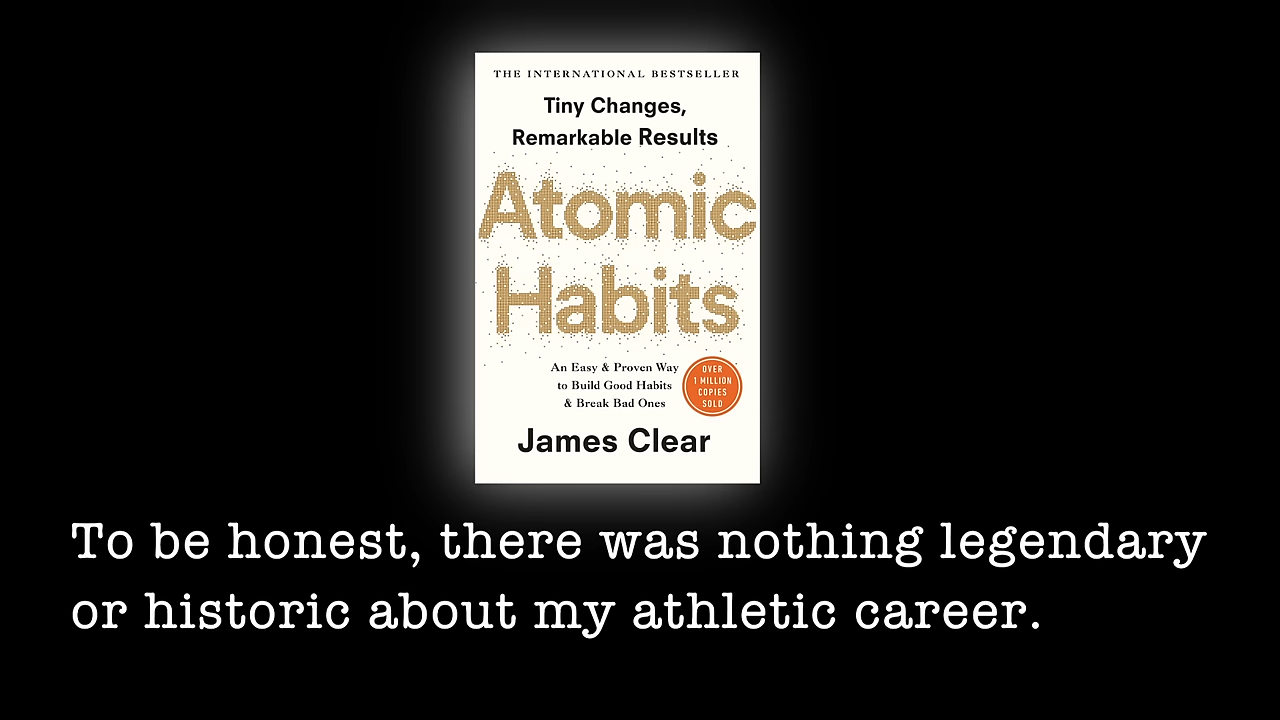 THE INTERNATIONAL BESTSELLER
Tiny Changes,
Remarkable Results
Atomic
Habits
An Easy & Proven Way
to Build Good Habits
& Break Bad Ones
OVER
1 MILLION
COPIES
SOLD
James Clear
To be honest, there was nothing legendary
or historic about my athletic career.